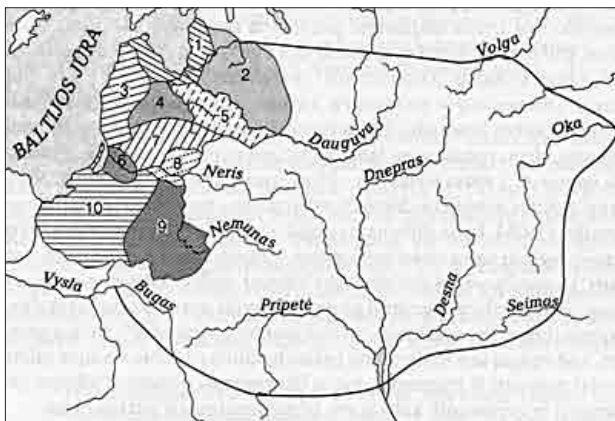 1
2
Volga
BALTIJOS JŪRA
3
4
5
Oka
Dauguva
6
8
Dnepras
Neris
10
9
Nemunas
Vysla
Bugas
Pripetė
Desna
Seimas